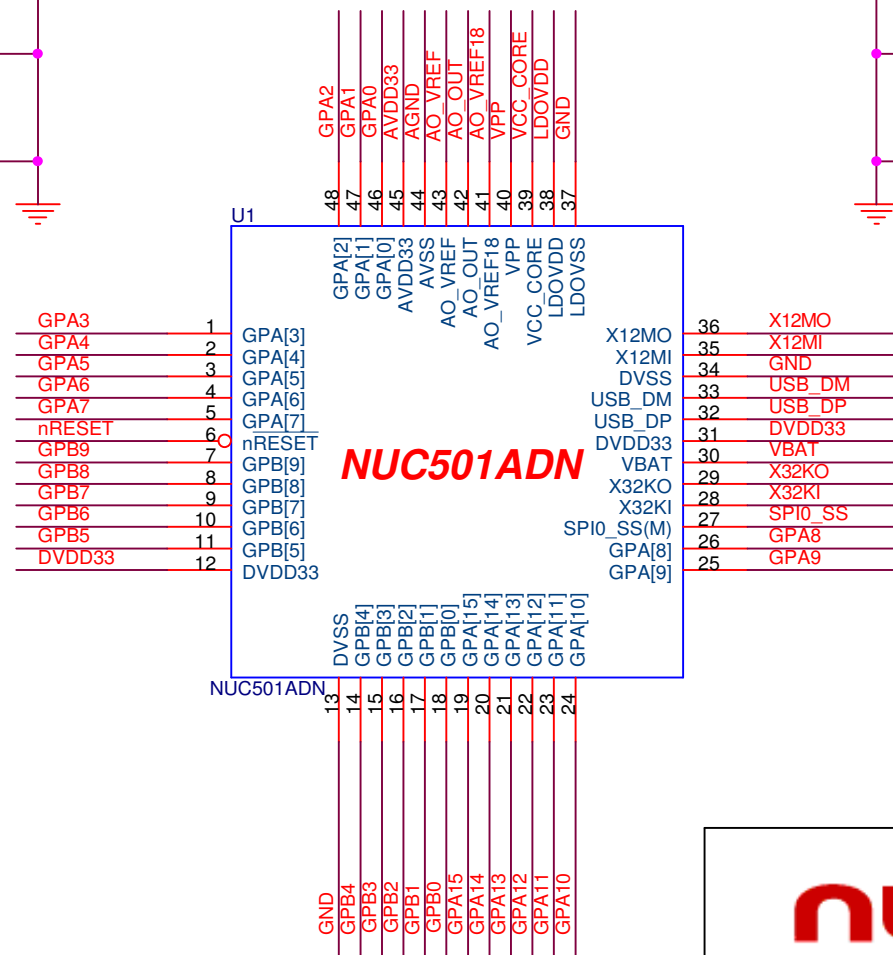 GPA2
GPA1
GPA0
AVDD33
AGND
AO_VREF
AO_OUT
AO_VREF18
VPP
VCC_CORE
LDOVDD
GND
48
47
46
45
44
43
42
41
40
39
38
37
U1
GPA[2]
GPA[1]
GPA[0]
AVDD33
AVSS
AO_VREF
AO_OUT
AO_VREF18
VPP
VCC_CORE
LDOVDD
LDOVSS
GPA3 1 GPA[3]
GPA4 2 GPA[4]
GPA5 3 GPA[5]
GPA6 4 GPA[6]
GPA7 5 GPA[7]
nRESET 6 nRESET
GPB9 7 GPB[9]
GPB8 8 GPB[8]
GPB7 9 GPB[7]
GPB6 10 GPB[6]
GPB5 11 GPB[5]
DVDD33 12 DVDD33
NUC501ADN
X12MO 36 X12MO
X12MI 35 X12MI
DVSS 34 GND
USB_DM 33 USB_DM
USB_DP 32 USB_DP
DVDD33 31 DVDD33
VBAT 30 VBAT
X32KO 29 X32KO
X32KI 28 X32KI
SPI0_SS(M) 27 SPI0_SS
GPA[8] 26 GPA8
GPA[9] 25 GPA9
DVSS
GPB[4]
GPB[3]
GPB[2]
GPB[1]
GPB[0]
GPA[15]
GPA[14]
GPA[13]
GPA[12]
GPA[11]
GPA[10]
NUC501ADN
13
14
15
16
17
18
19
20
21
22
23
24
GND
GPB4
GPB3
GPB2
GPB1
GPB0
GPA15
GPA14
GPA13
GPA12
GPA11
GPA10